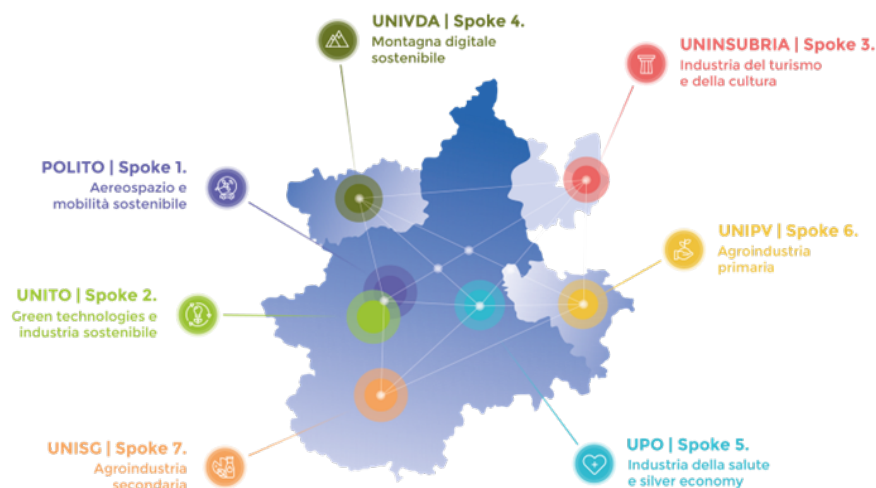 UNIVDA | Spoke 4.
Montagna digitale
sostenibile
UNINSUBRIA | Spoke 3.
Industria del turismo
e della cultura
POLITO | Spoke 1.
Aereospazio e
mobilità sostenibile
UNIPV | Spoke 6.
Agroindustria
primaria
UNITO | Spoke 2.
Green technologies e
industria sostenibile
UNISG | Spoke 7.
Agroindustria
secondaria
UPO | Spoke 5.
Industria della salute
e silver economy